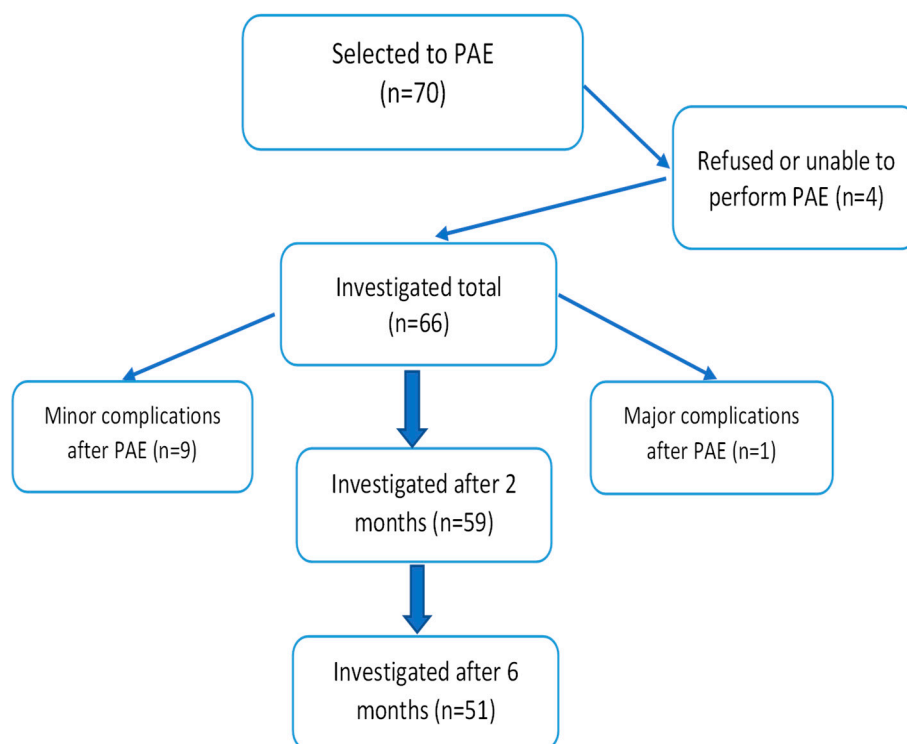 Selected to PAE
(n=70)
Refused or unable to
perform PAE (n=4)
Investigated total
(n=66)
Minor complications
after PAE (n=9)
Major complications
after PAE (n=1)
Investigated after 2
months (n=59)
Investigated after 6
months (n=51)